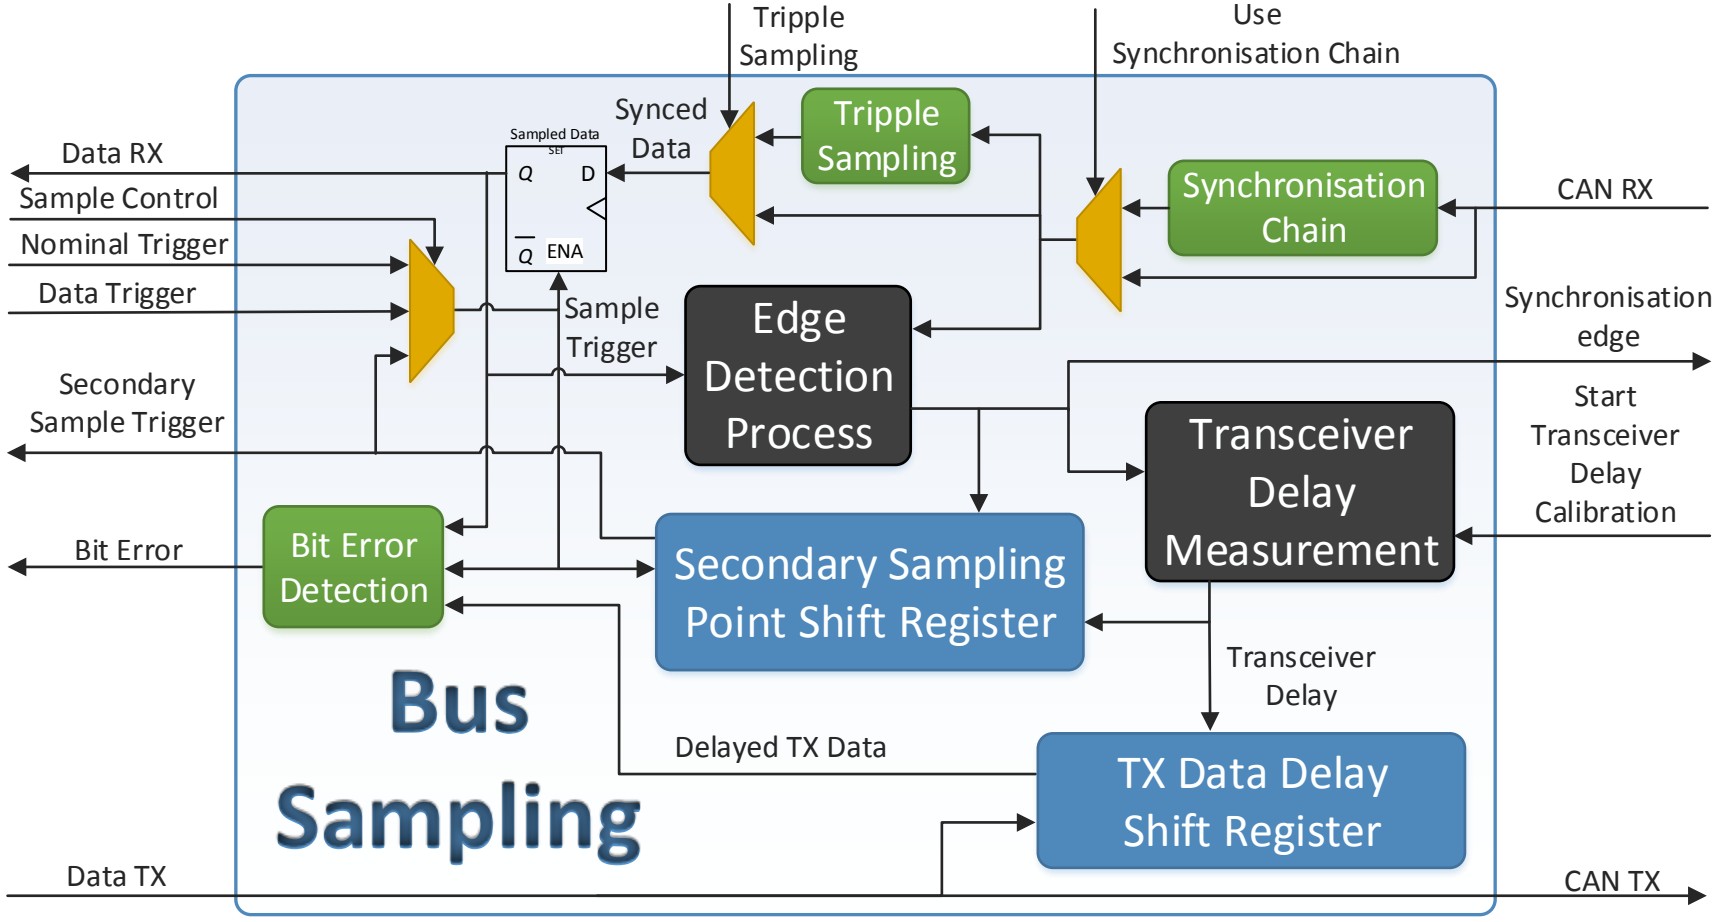 Tripple
Sampling
Use
Synchronisation Chain
Synced
Data
Tripple
Sampling
Sampled Data
SET
Q
D
Q
ENA
Synchronisation
Chain
Data RX
Sample Control
Nominal Trigger
Data Trigger
Secondary
Sample Trigger
Bit Error
CAN RX
Synchronisation
edge
Start
Transceiver
Delay
Calibration
Sample
Trigger
Edge
Detection
Process
Transceiver
Delay
Measurement
Bit Error
Detection
Secondary Sampling
Point Shift Register
Transceiver
Delay
Bus
Sampling
Delayed TX Data
TX Data Delay
Shift Register
Data TX
CAN TX